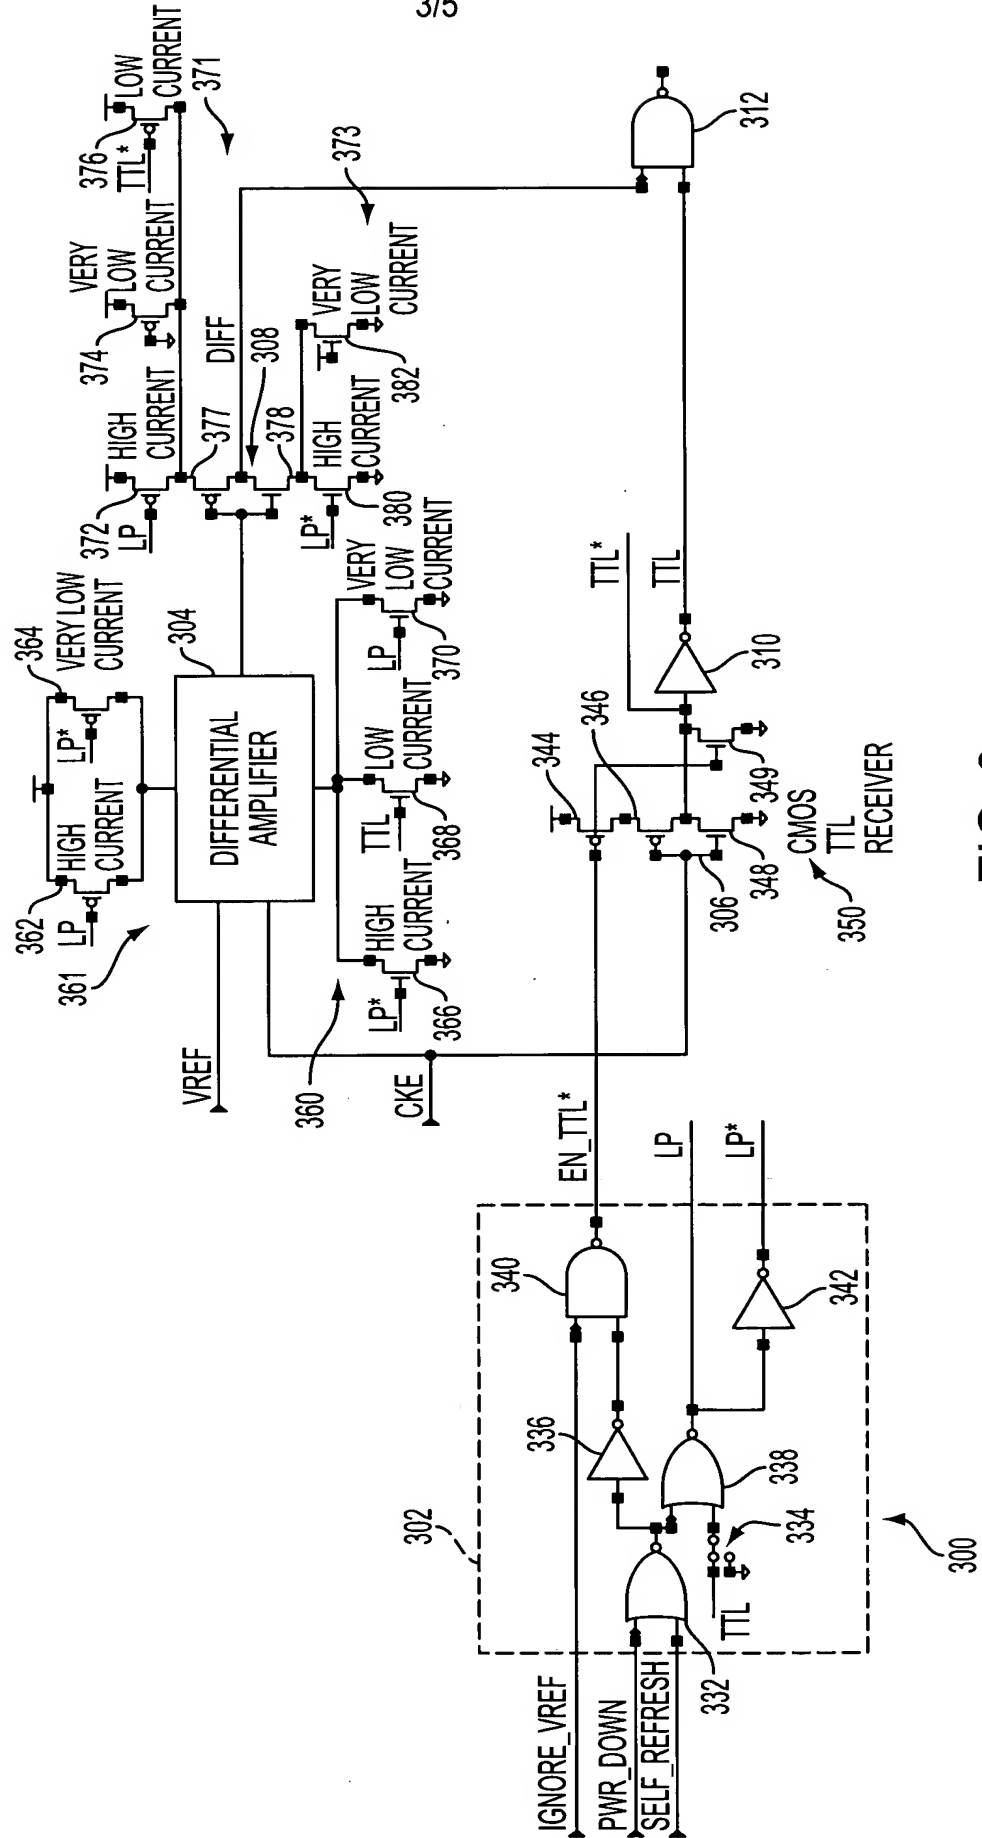 3/5
LOW
CURRENT
376
TTL*
371
VERY
LOW
CURRENT
374
373
312
HIGH
CURRENT
372
LP
377
DIFF
308
378
VERY
LOW
CURRENT
382
HIGH
CURRENT
LP*
380
364
VERY LOW
CURRENT
LP*
304
362
HIGH
CURRENT
LP
361
DIFFERENTIAL
AMPLIFIER
VERY
LOW
CURRENT
LP
370
LOW
CURRENT
TTL
368
HIGH
CURRENT
LP*
366
360
VREF
CKE
TTL*
TTL
310
344
346
349
306
348
CMOS
TTL
RECEIVER
350
EN_TTL*
LP
LP*
340
342
336
338
334
302
TTL
332
300
IGNORE_VREF
PWR_DOWN
SELF_REFRESH